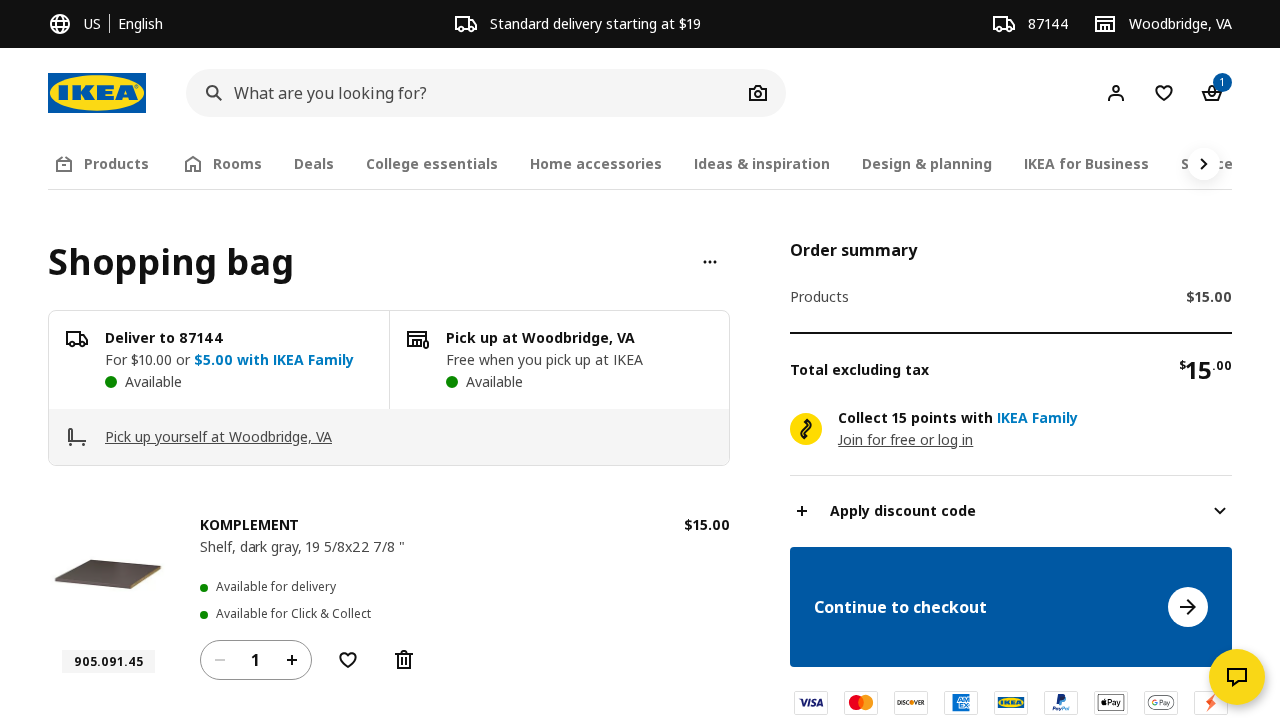 US English
Standard delivery starting at $19
87144
Woodbridge, VA
IKEA
What are you looking for?
1
Products
Rooms
Deals
College essentials
Home accessories
Ideas & inspiration
Design & planning
IKEA for Business
Shopping bag
Deliver to 87144
For $10.00 or $5.00 with IKEA Family
Available
Pick up at Woodbridge, VA
Free when you pick up at IKEA
Available
Pick up yourself at Woodbridge, VA
KOMPLEMENT
$15.00
Shelf, dark gray, 19 5/8x22 7/8 "
Available for delivery
Available for Click & Collect
905.091.45
1
Order summary
Products $15.00
Total excluding tax $15.00
Collect 15 points with IKEA Family
Join for free or log in
Apply discount code
Continue to checkout
VISA
DISCOVER
AMEX
IKEA
PayPal
Pay
G Pay